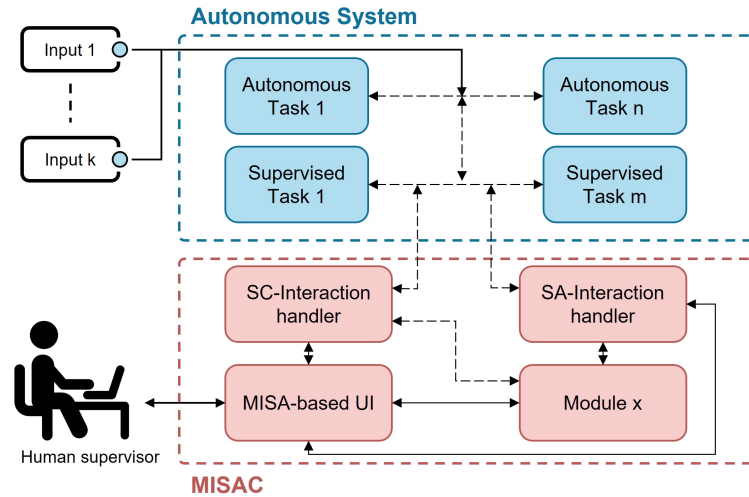 Autonomous System
Input 1
Input k
Autonomous
Task 1
Autonomous
Task n
Supervised
Task 1
Supervised
Task m
SC-Interaction
handler
SA-Interaction
handler
MISA-based UI
Module x
Human supervisor
MISAC